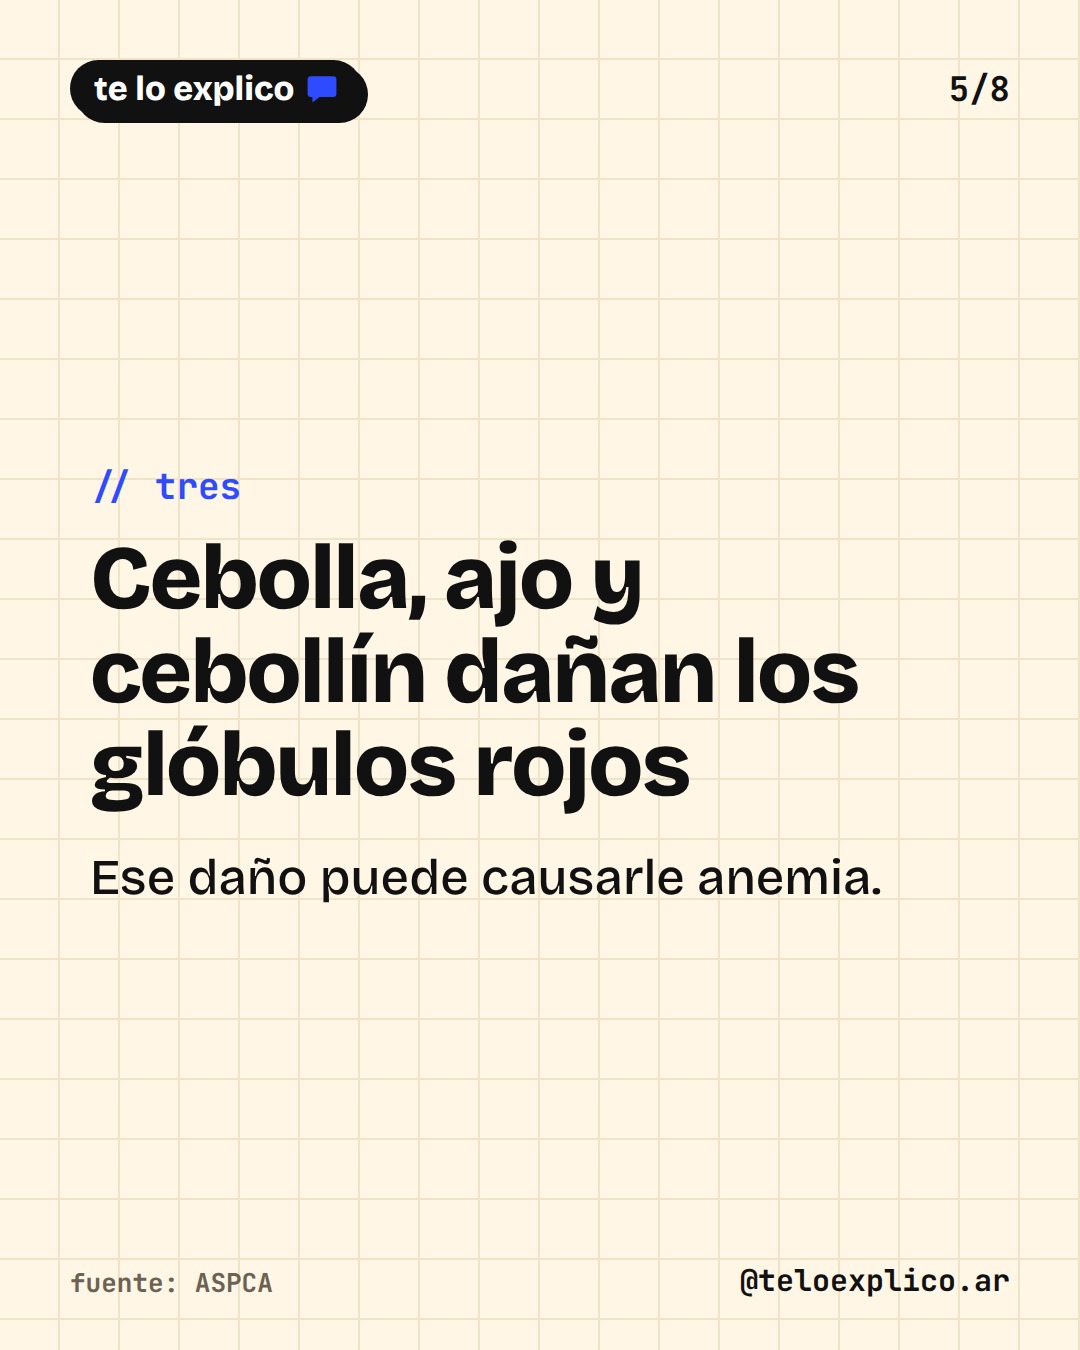 te lo explico
5/8
// tres
Cebolla, ajo y
cebollín dañan los
glóbulos rojos
Ese daño puede causarle anemia.
fuente: ASPCA
@teloexplico.ar